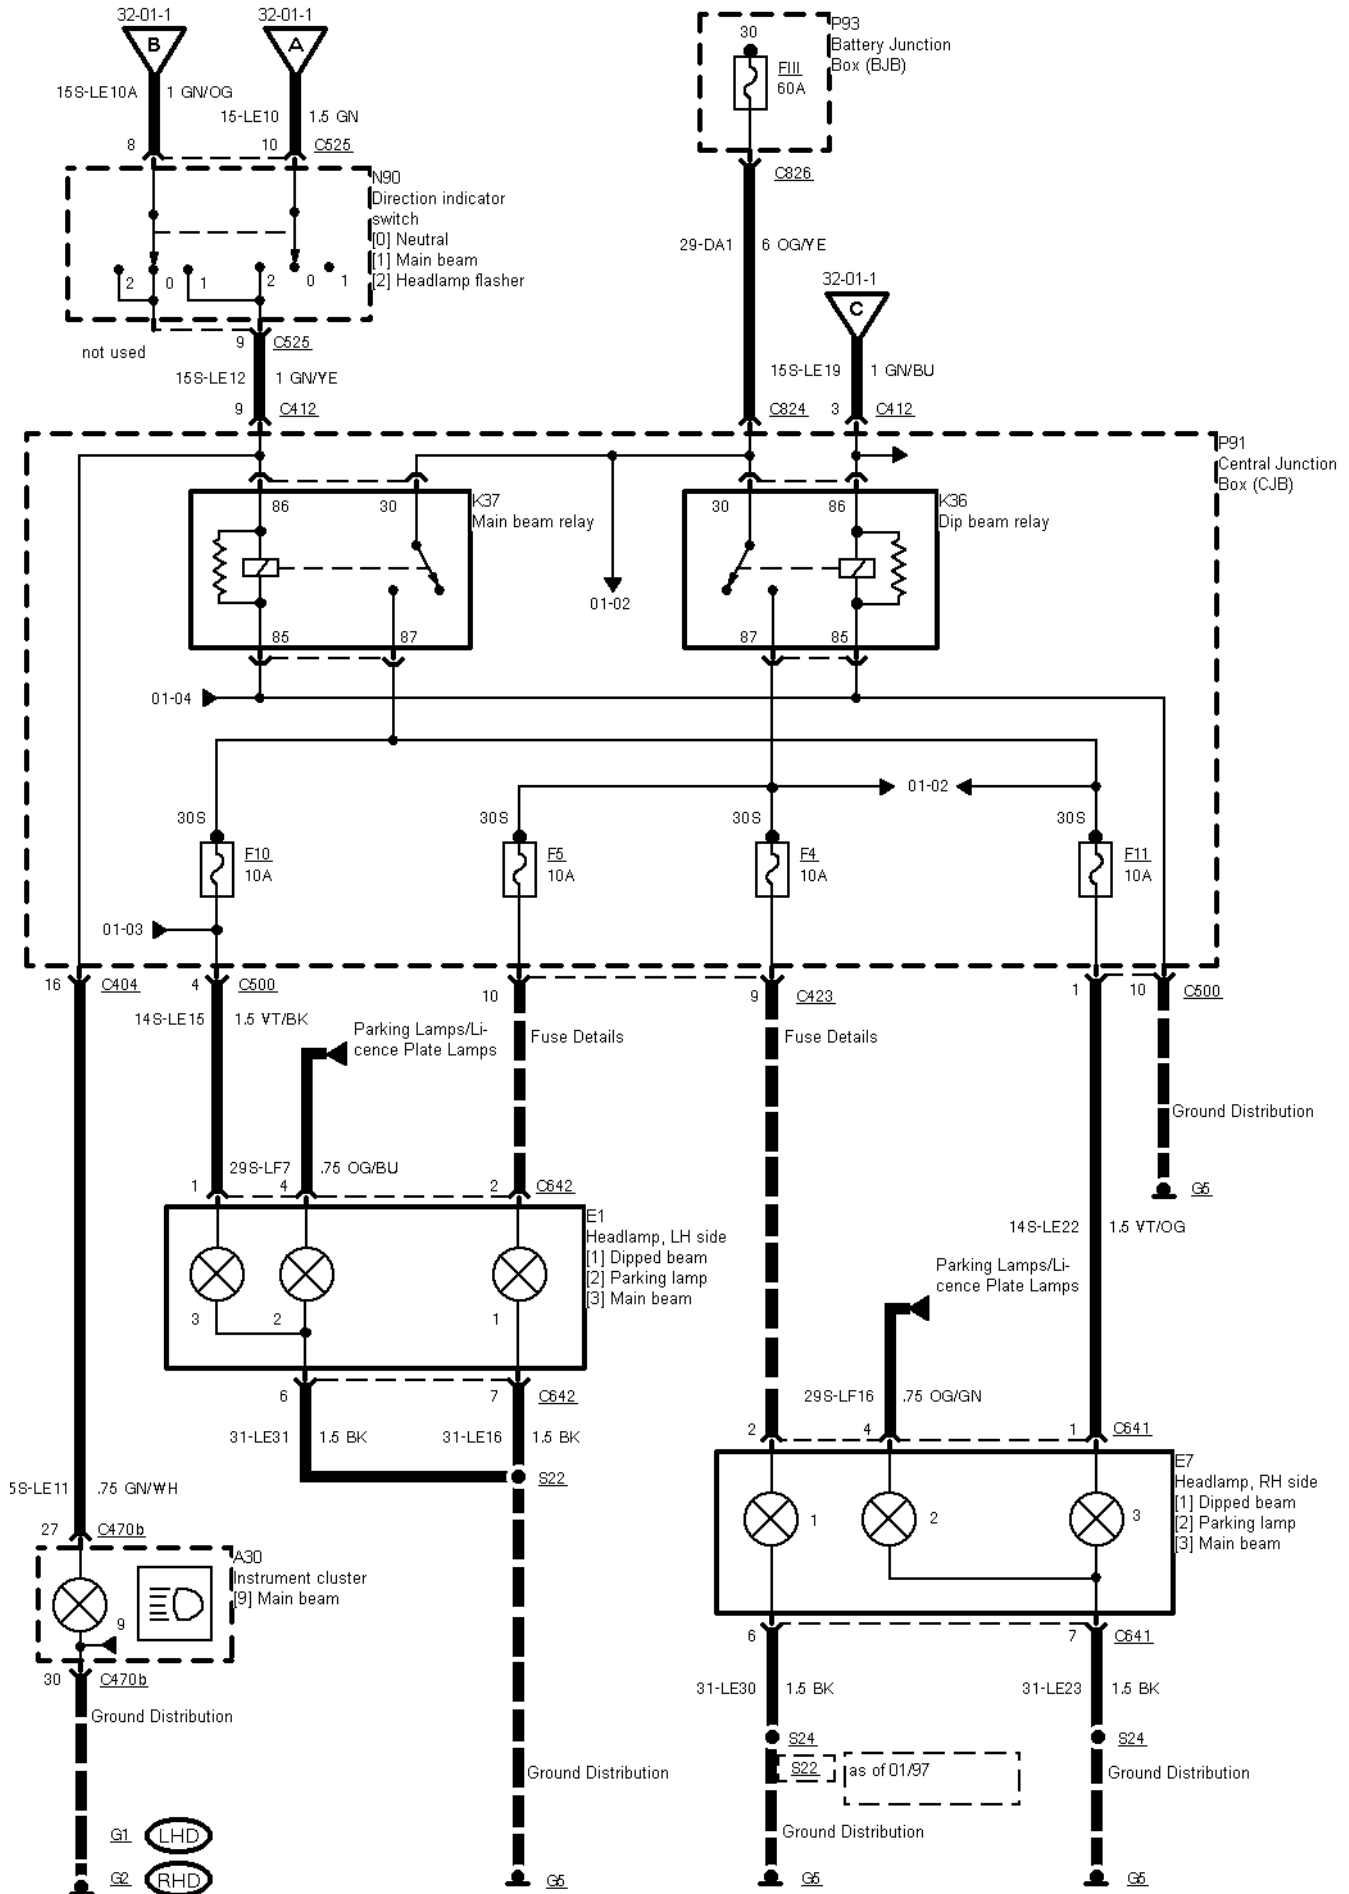 32-01-1
32-01-1
B
A
15S-LE10A 1 GN/OG
15-LE10 1.5 GN
8
10
C525
N90
Direction indicator
switch
[0] Neutral
[1] Main beam
[2] Headlamp flasher
2 0 1 2 0 1
not used
9 C525
15S-LE12 1 GN/YE
9 C412
P93
Battery Junction
Box (BJB)
30
FIII
60A
C826
29-DA1 6 OG/YE
32-01-1
C
15S-LE19 1 GN/BU
C824
3 C412
P91
Central Junction
Box (CJB)
86
30
K37
Main beam relay
85
87
01-02
30
86
K36
Dip beam relay
87
85
01-04
01-02
30S
F10
10A
30S
F5
10A
30S
F4
10A
30S
F11
10A
01-03
16 C404
4 C500
10
9 C423
1
10 C500
14S-LE15 1.5 VT/BK
Parking Lamps/Li-
cence Plate Lamps
Fuse Details
Fuse Details
Ground Distribution
G5
29S-LF7 .75 OG/BU
1
4
2 C642
E1
Headlamp, LH side
[1] Dipped beam
[2] Parking lamp
[3] Main beam
3
2
1
6
7 C642
31-LE31 1.5 BK
31-LE16 1.5 BK
S22
14S-LE22 1.5 VT/OG
Parking Lamps/Li-
cence Plate Lamps
29S-LF16 .75 OG/GN
2
4
1 C641
E7
Headlamp, RH side
[1] Dipped beam
[2] Parking lamp
[3] Main beam
1
2
3
6
7 C641
31-LE30 1.5 BK
31-LE23 1.5 BK
S24
S22
as of 01/97
S24
Ground Distribution
Ground Distribution
Ground Distribution
G5
G5
G5
5S-LE11 .75 GN/WH
27 C470b
A30
Instrument cluster
[9] Main beam
9
30 C470b
Ground Distribution
G1 LHD
G2 RHD